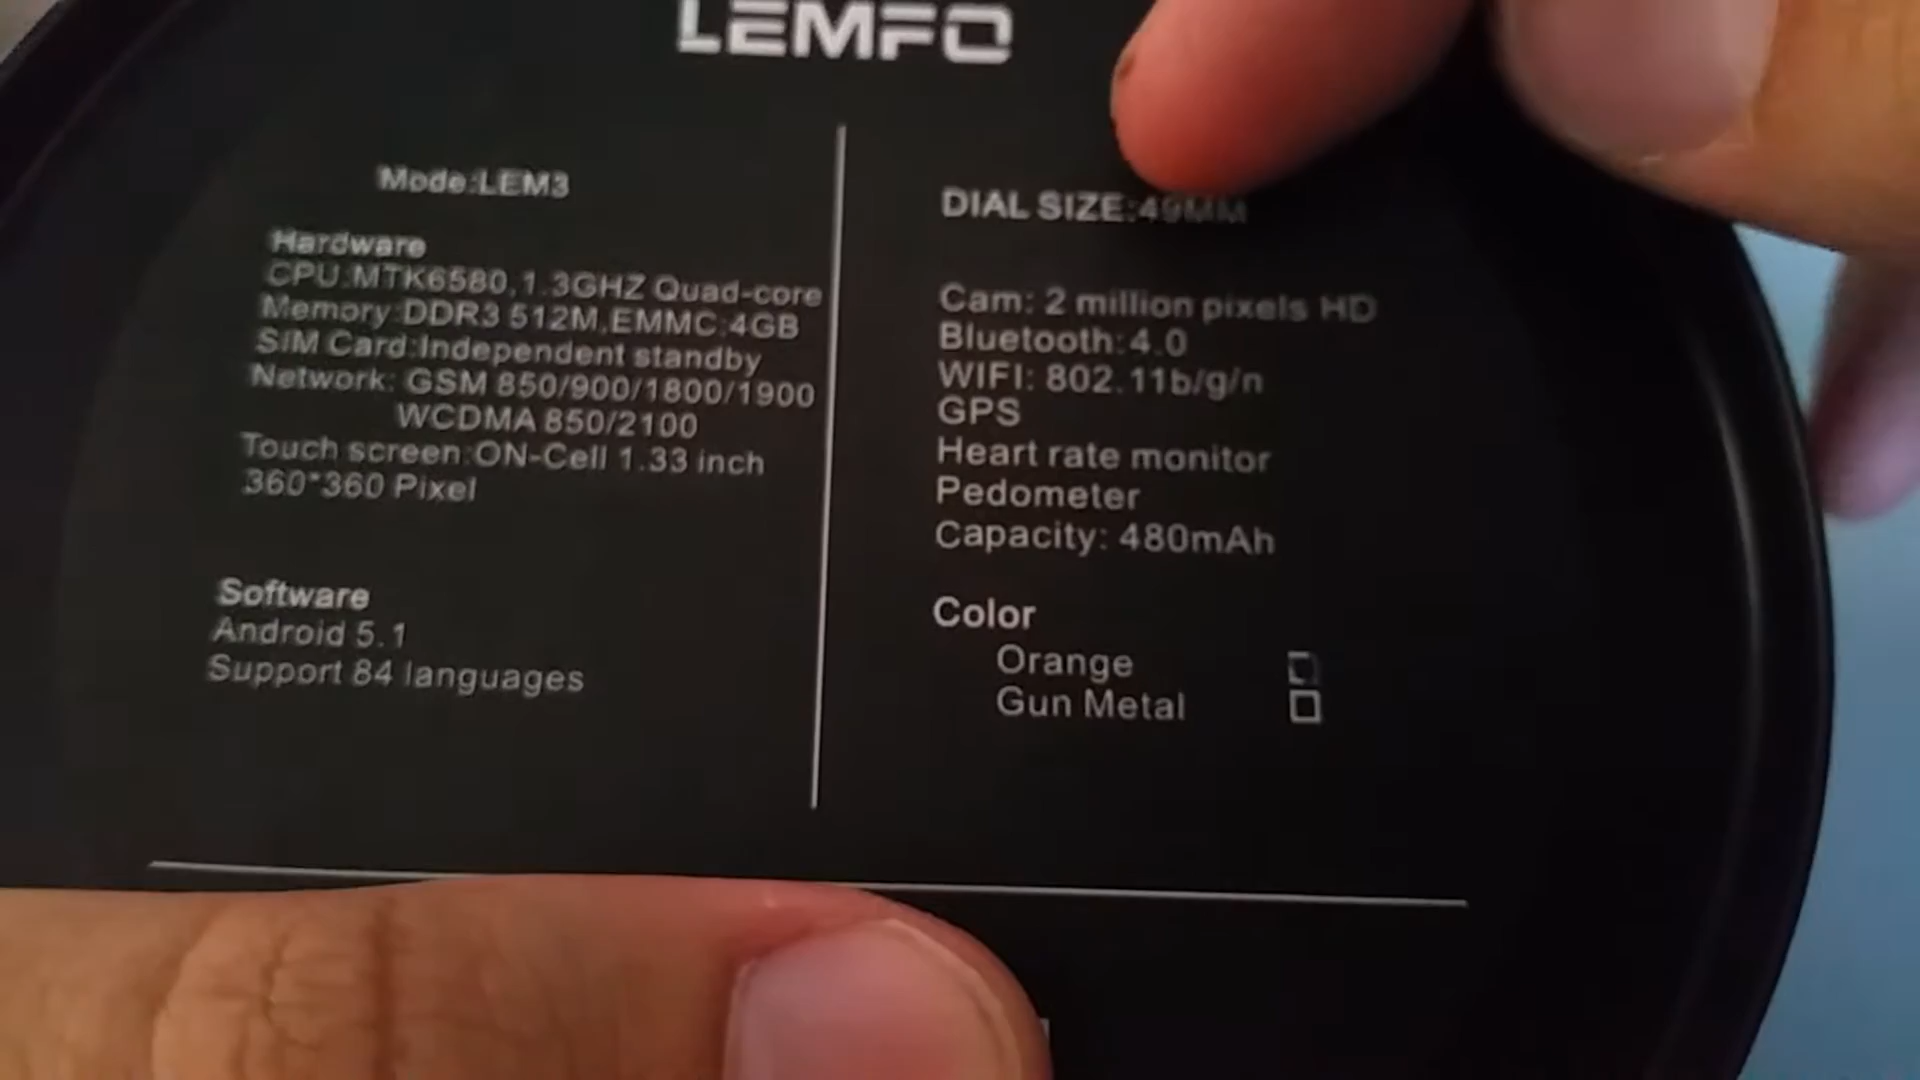 LEMFO
Mode:LEM3
Hardware
CPU:MTK6580,1.3GHZ Quad-core
Memory:DDR3 512M,EMMC:4GB
SIM Card:Independent standby
Network: GSM 850/900/1800/1900
WCDMA 850/2100
Touch screen:ON-Cell 1.33 inch
360*360 Pixel
Software
Android 5.1
Support 84 languages
DIAL SIZE:49MM
Cam: 2 million pixels HD
Bluetooth:4.0
WIFI: 802.11b/g/n
GPS
Heart rate monitor
Pedometer
Capacity: 480mAh
Color
Orange
Gun Metal